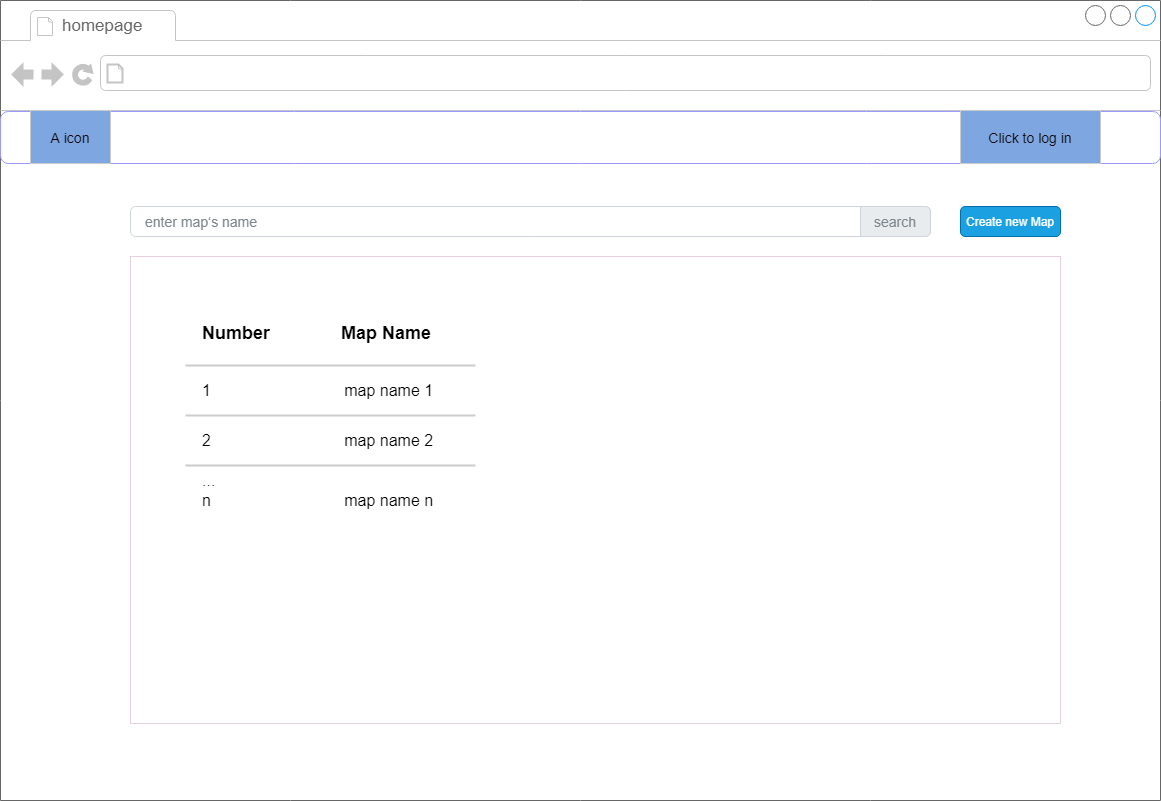 homepage
A icon
Click to log in
enter map's name
search
Create new Map
Number Map Name
1 map name 1
2 map name 2
...
n map name n